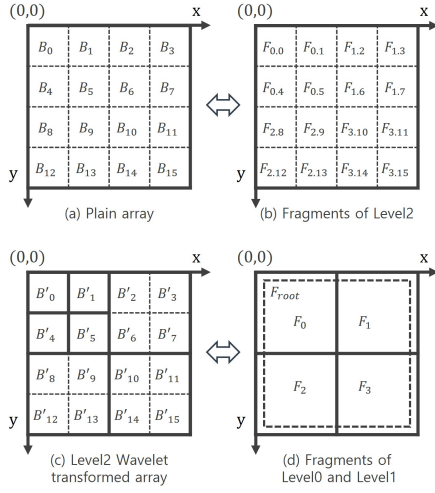 (0,0) x (0,0) x
B₀ B₁ B₂ B₃ F₀.₀ F₀.₁ F₁.₂ F₁.₃
B₄ B₅ B₆ B₇ F₀.₄ F₀.₅ F₁.₆ F₁.₇
B₈ B₉ B₁₀ B₁₁ F₂.₈ F₂.₉ F₃.₁₀ F₃.₁₁
y B₁₂ B₁₃ B₁₄ B₁₅ y F₂.₁₂ F₂.₁₃ F₃.₁₄ F₃.₁₅
(a) Plain array (b) Fragments of Level2
(0,0) x (0,0) x
B′₀ B′₁ B′₂ B′₃ F_root
B′₄ B′₅ B′₆ B′₇ F₀ F₁
B′₈ B′₉ B′₁₀ B′₁₁ F₂ F₃
y B′₁₂ B′₁₃ B′₁₄ B′₁₅ y
(c) Level2 Wavelet (d) Fragments of
transformed array Level0 and Level1